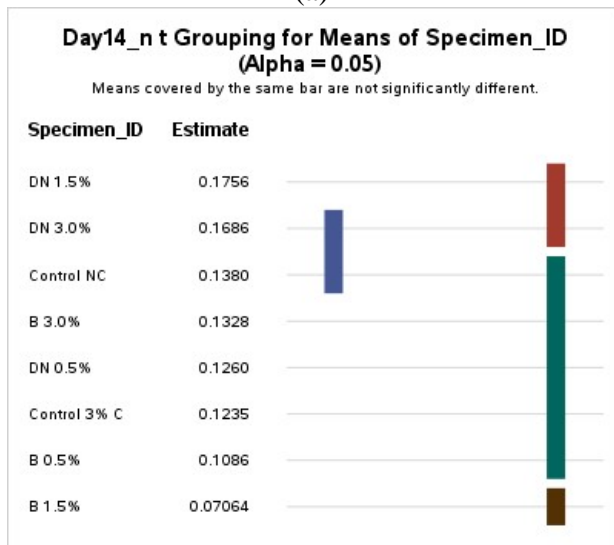 Day14_n t Grouping for Means of Specimen_ID
(Alpha = 0.05)
Means covered by the same bar are not significantly different.
Specimen_ID Estimate
DN 1.5% 0.1756
DN 3.0% 0.1686
Control NC 0.1380
B 3.0% 0.1328
DN 0.5% 0.1260
Control 3% C 0.1235
B 0.5% 0.1086
B 1.5% 0.07064